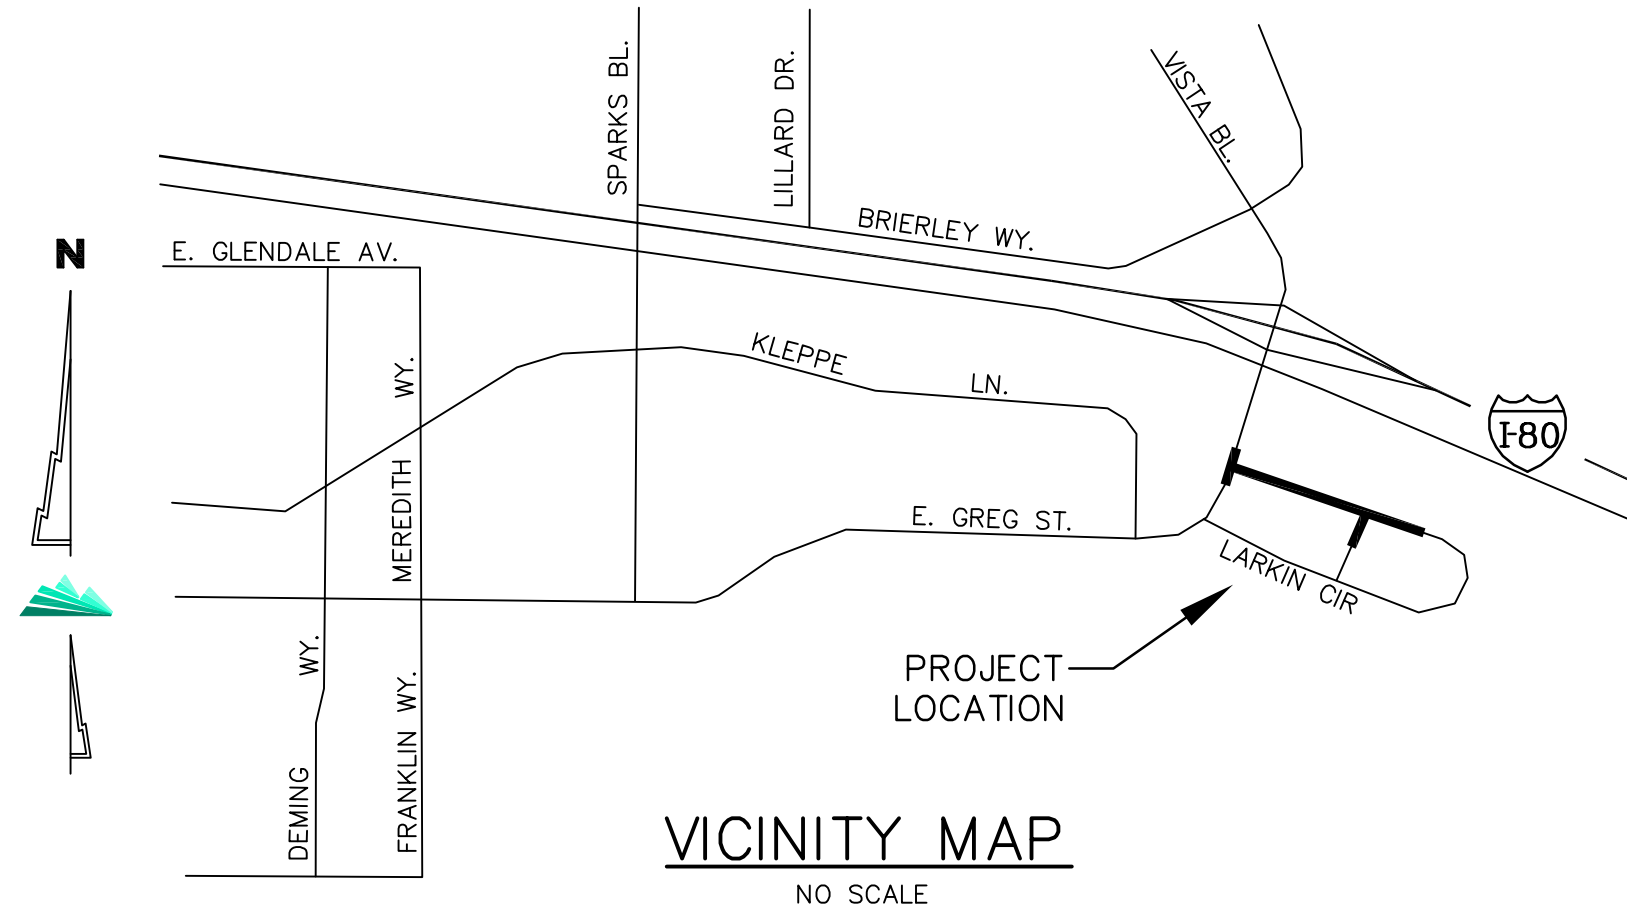 SPARKS BL.
LILLARD DR.
VISTA BL.
BRIERLEY WY.
N
E. GLENDALE AV.
KLEPPE LN.
MEREDITH WY.
I-80
E. GREG ST.
LARKIN CIR
DEMING WY.
FRANKLIN WY.
PROJECT
LOCATION
VICINITY MAP
NO SCALE